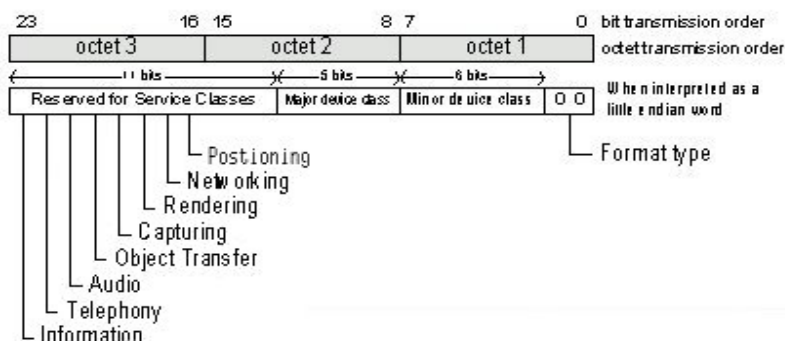 23 16 15 8 7 0 bit transmission order
octet 3 octet 2 octet 1 octet transmission order
11 bits 5 bits 6 bits
Reserved for Service Classes Major device class Minor device class 0 0 When interpreted as a
little endian word
Postioning Format type
Networking
Rendering
Capturing
Object Transfer
Audio
Telephony
Information